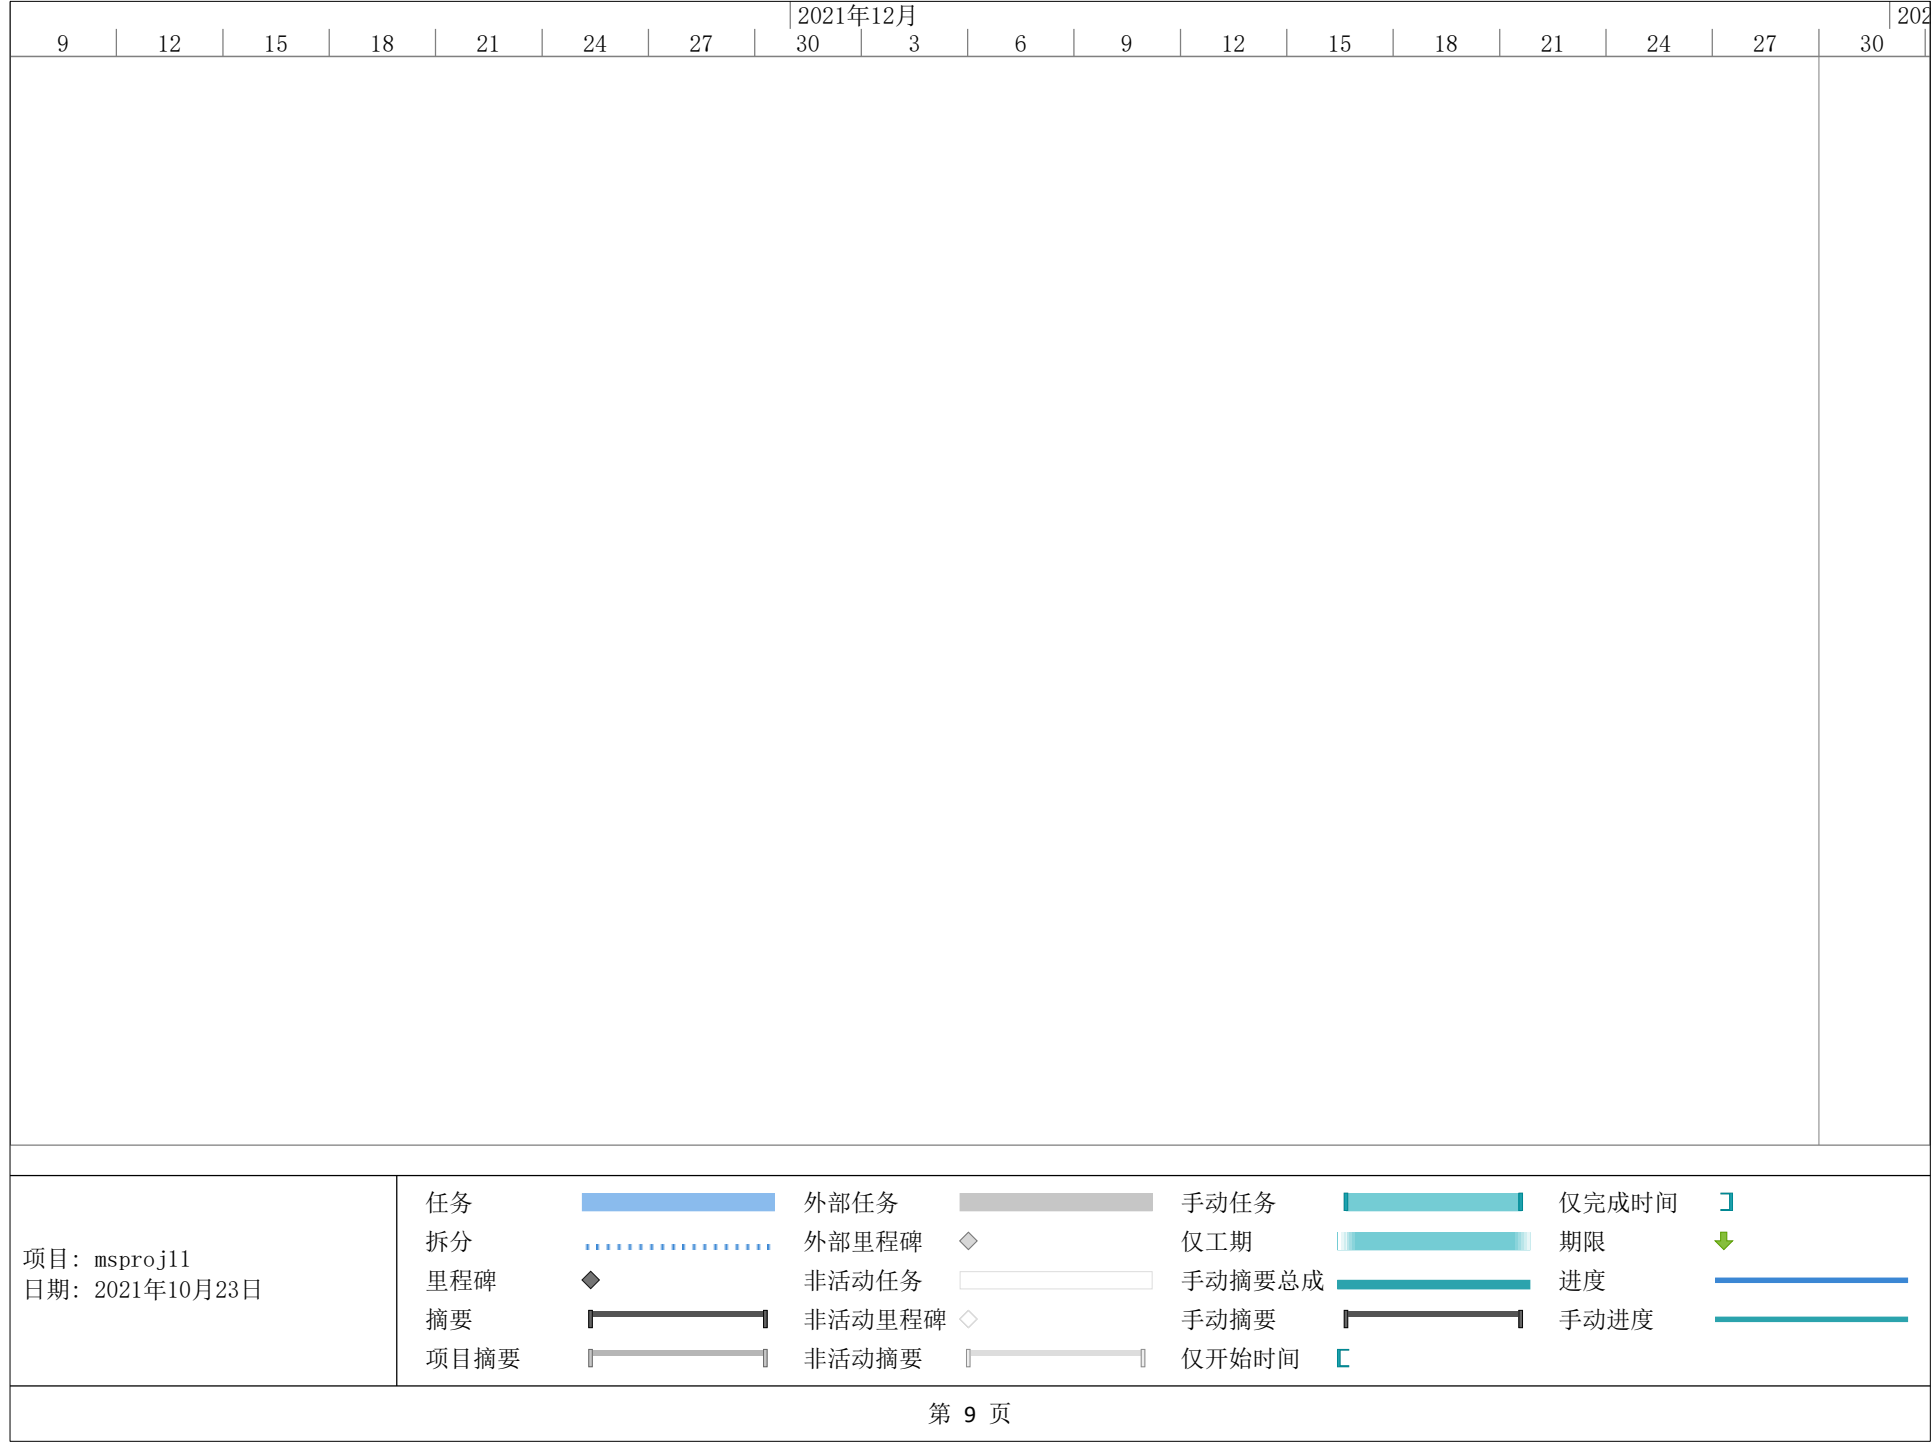 2021年12月 202
9 12 15 18 21 24 27 30 3 6 9 12 15 18 21 24 27 30
任务 外部任务 手动任务 仅完成时间
拆分 外部里程碑 仅工期 期限
项目: msproj11
日期: 2021年10月23日
里程碑 非活动任务 手动摘要总成 进度
摘要 非活动里程碑 手动摘要 手动进度
项目摘要 非活动摘要 仅开始时间
第 9 页